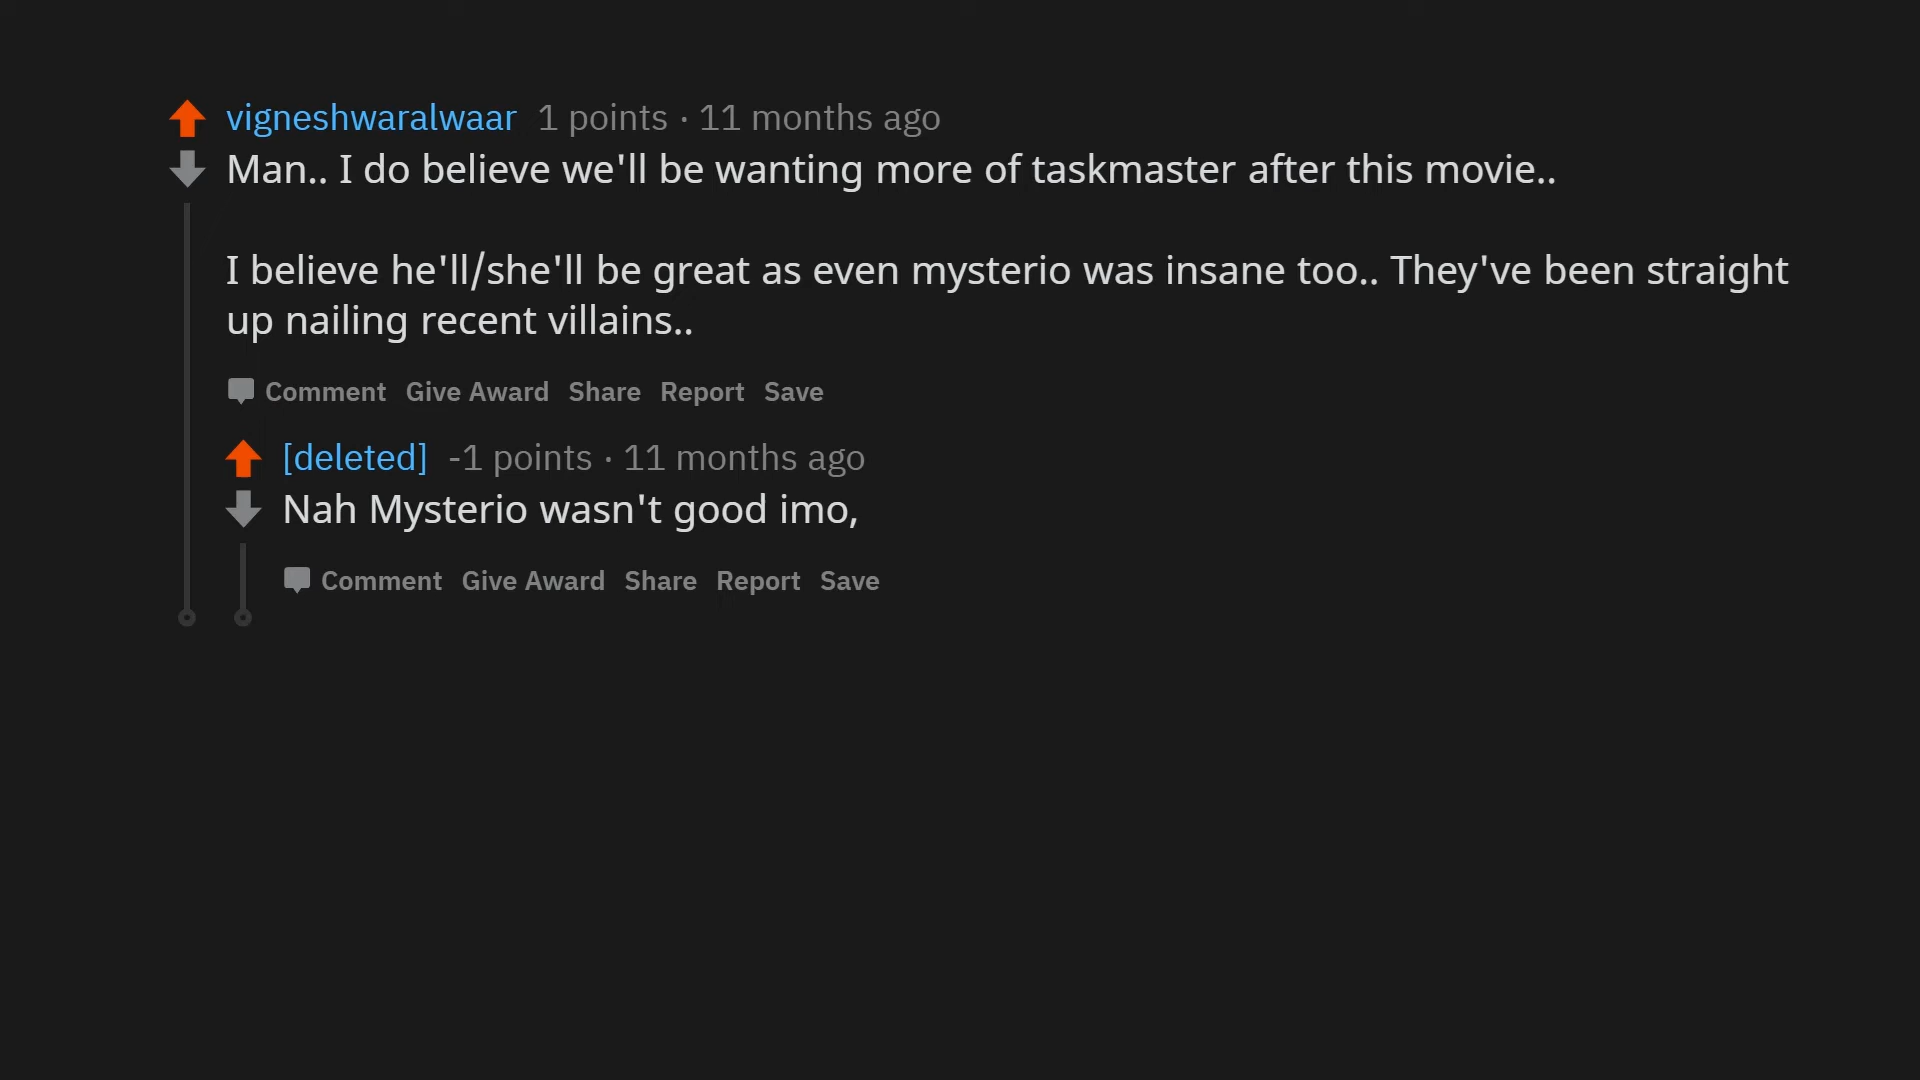 vigneshwaralwaar 1 points · 11 months ago
Man.. I do believe we'll be wanting more of taskmaster after this movie..
I believe he'll/she'll be great as even mysterio was insane too.. They've been straight
up nailing recent villains..
Comment Give Award Share Report Save
[deleted] -1 points · 11 months ago
Nah Mysterio wasn't good imo,
Comment Give Award Share Report Save